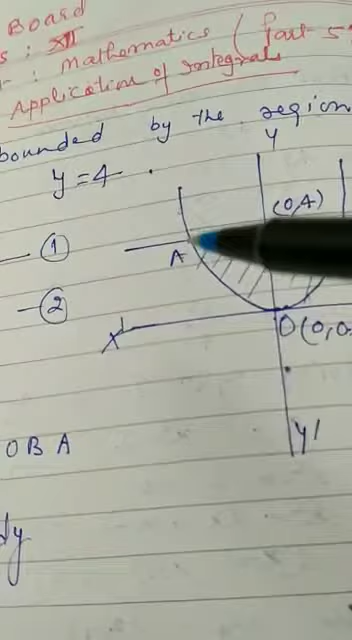 Board
: XII
: Mathematics ( Part 5
Application of Integrals
bounded by the region
y = 4 .
Y
(0,4)
— ①
A
— ②
X'
O (0,0
Y'
O B A
dy